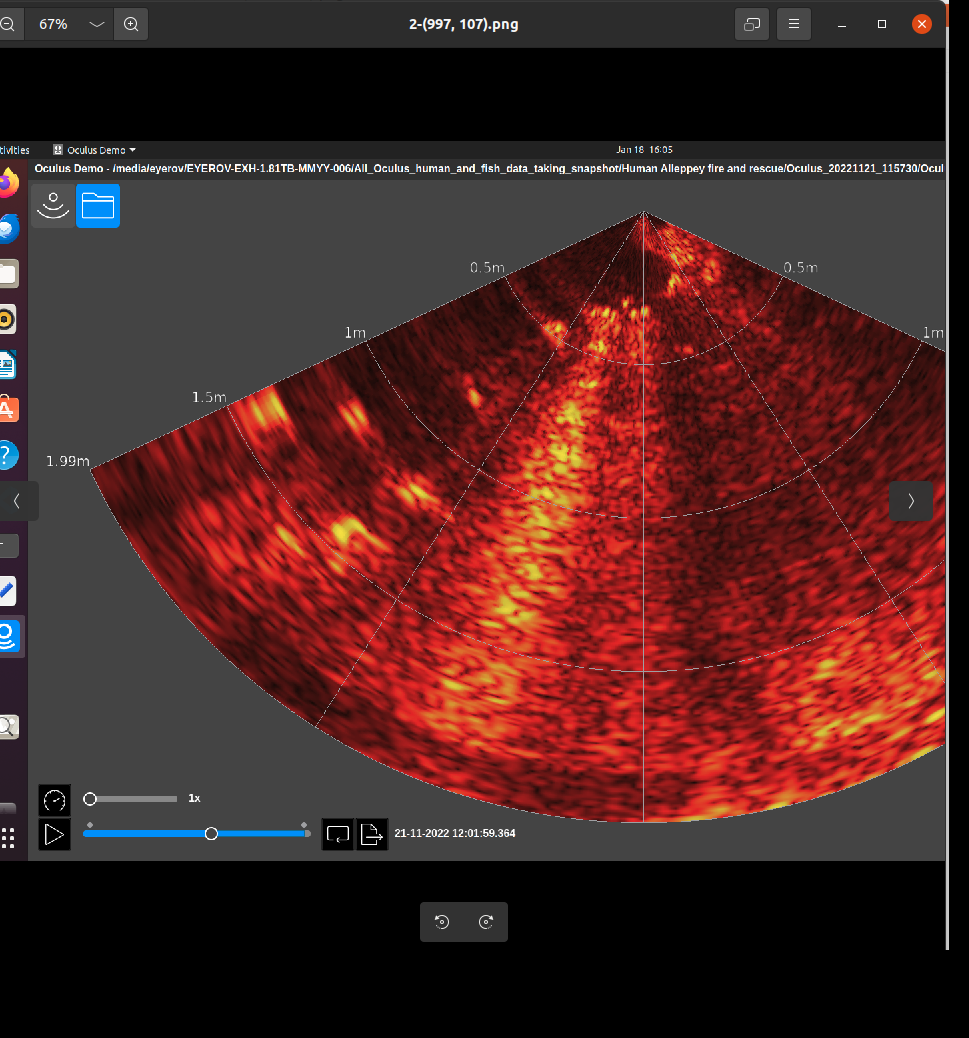 67%
2-(997, 107).png
tivities
Oculus Demo
Jan 18 16:05
Oculus Demo - /media/eyerov/EYEROV-EXH-1.81TB-MMYY-006/All_Oculus_human_and_fish_data_taking_snapshot/Human Alleppey fire and rescue/Oculus_20221121_115730/Ocul
0.5m
0.5m
1m
1m
1.5m
1.99m
1x
21-11-2022 12:01:59.364